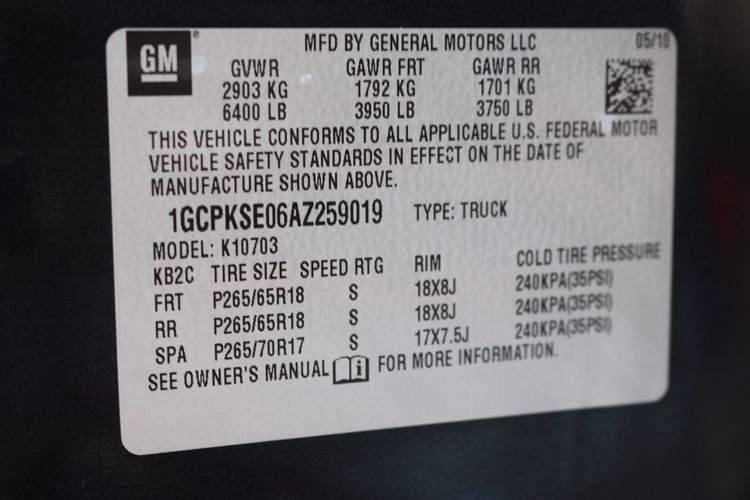 GM
MFD BY GENERAL MOTORS LLC 05/10
GVWR GAWR FRT GAWR RR
2903 KG 1792 KG 1701 KG
6400 LB 3950 LB 3750 LB
THIS VEHICLE CONFORMS TO ALL APPLICABLE U.S. FEDERAL MOTOR
VEHICLE SAFETY STANDARDS IN EFFECT ON THE DATE OF
MANUFACTURE SHOWN ABOVE.
1GCPKSE06AZ259019 TYPE: TRUCK
MODEL: K10703
KB2C TIRE SIZE SPEED RTG RIM COLD TIRE PRESSURE
FRT P265/65R18 S 18X8J 240KPA(35PSI)
RR P265/65R18 S 18X8J 240KPA(35PSI)
SPA P265/70R17 S 17X7.5J 240KPA(35PSI)
SEE OWNER'S MANUAL i FOR MORE INFORMATION.